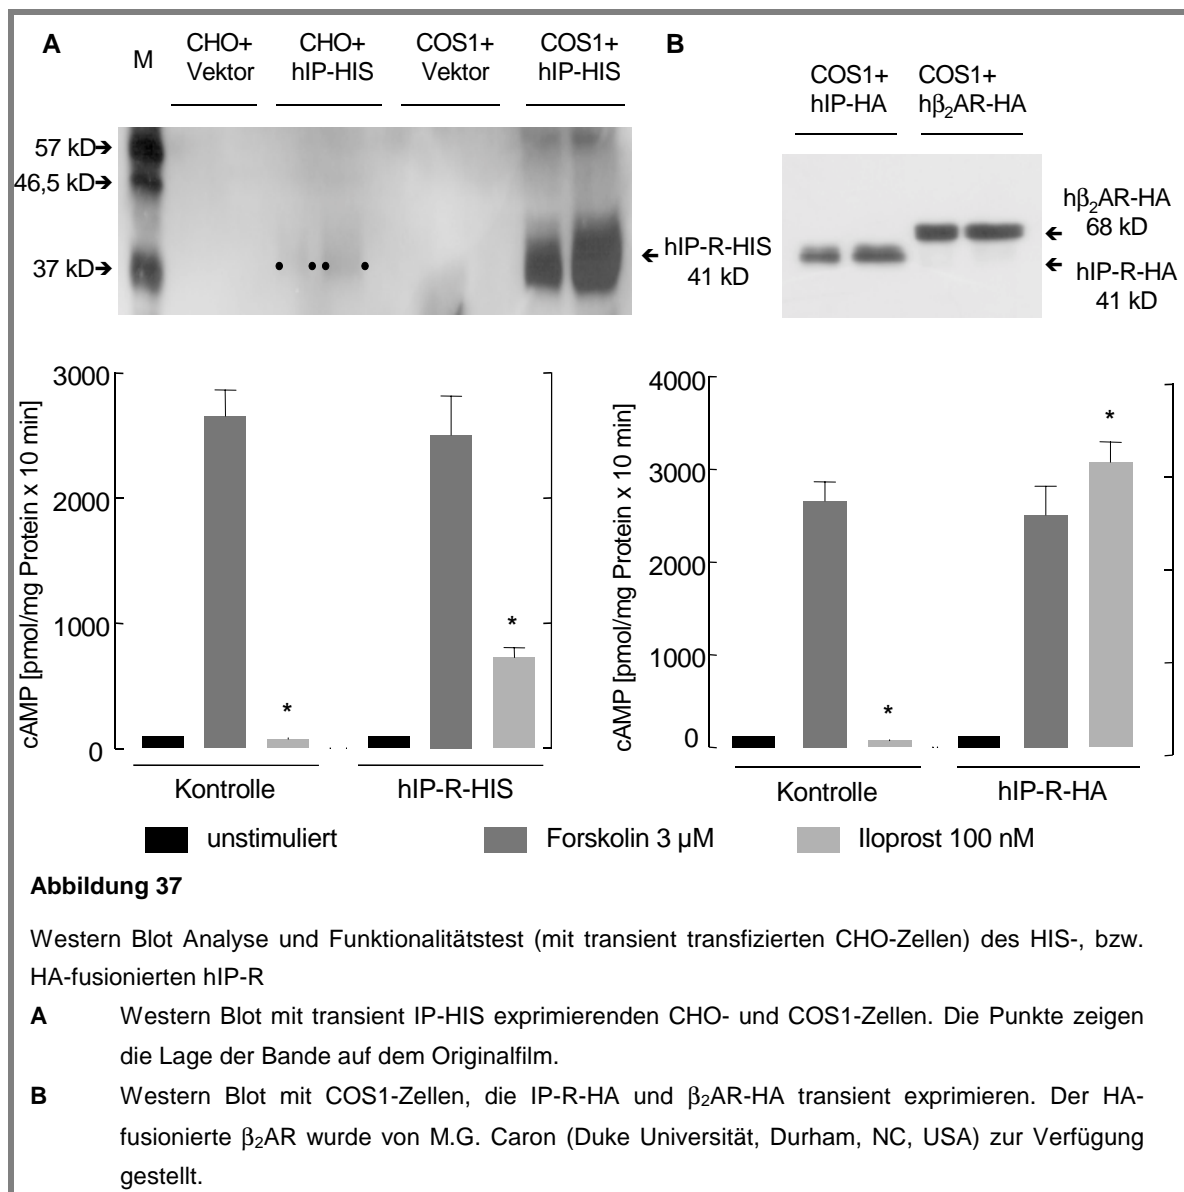 A
M
CHO+
Vektor
CHO+
hIP-HIS
COS1+
Vektor
COS1+
hIP-HIS
57 kD
46,5 kD
37 kD
hIP-R-HIS
41 kD
B
COS1+
hIP-HA
COS1+
hβ2AR-HA
hβ2AR-HA
68 kD
hIP-R-HA
41 kD
cAMP [pmol/mg Protein x 10 min]
3000
2000
1000
0
*
*
Kontrolle
hIP-R-HIS
cAMP [pmol/mg Protein x 10 min]
4000
3000
2000
1000
0
*
*
Kontrolle
hIP-R-HA
unstimuliert
Forskolin 3 µM
Iloprost 100 nM
Abbildung 37
Western Blot Analyse und Funktionalitätstest (mit transient transfizierten CHO-Zellen) des HIS-, bzw.
HA-fusionierten hIP-R
A Western Blot mit transient IP-HIS exprimierenden CHO- und COS1-Zellen. Die Punkte zeigen
die Lage der Bande auf dem Originalfilm.
B Western Blot mit COS1-Zellen, die IP-R-HA und β2AR-HA transient exprimieren. Der HA-
fusionierte β2AR wurde von M.G. Caron (Duke Universität, Durham, NC, USA) zur Verfügung
gestellt.